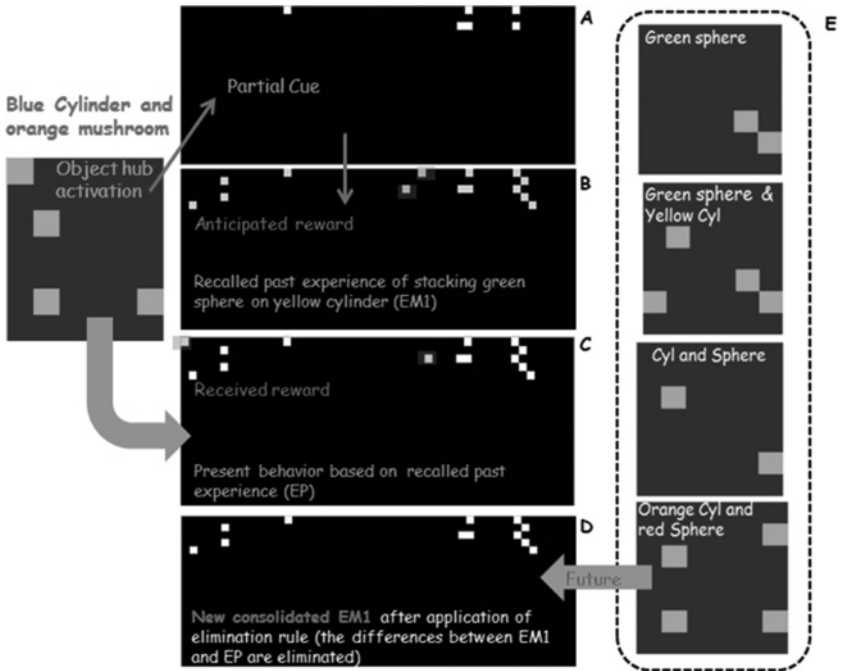 A
Partial Cue
Blue Cylinder and
orange mushroom
Object hub
activation
B
Anticipated reward
Recalled past experience of stacking green
sphere on yellow cylinder (EM1)
C
Received reward
Present behavior based on recalled past
experience (EP)
D
New consolidated EM1 after application of
elimination rule (the differences between EM1
and EP are eliminated)
E
Green sphere
Green sphere &
Yellow Cyl
Cyl and Sphere
Orange Cyl and
red Sphere
Future